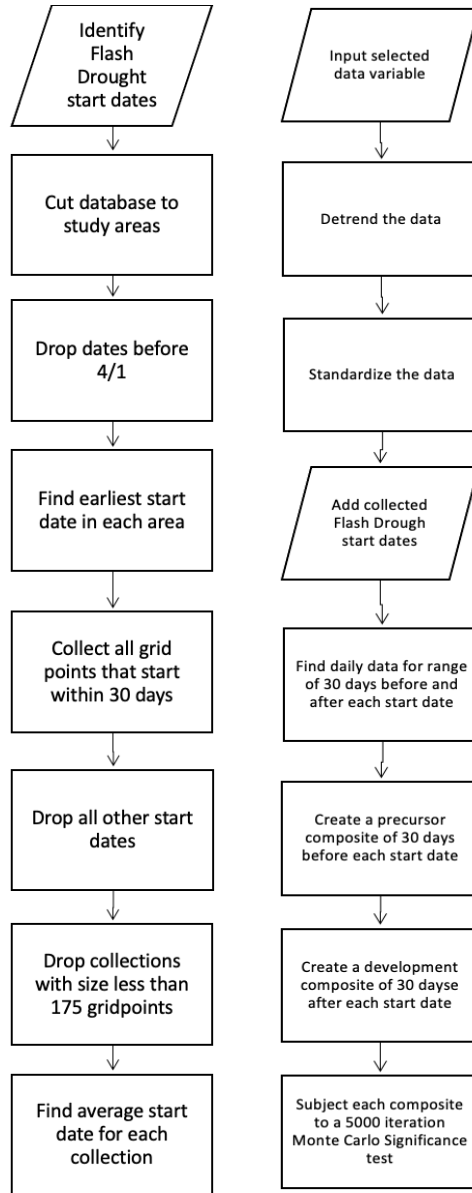 Identify
Flash
Drought
start dates
Cut database to
study areas
Drop dates before
4/1
Find earliest start
date in each area
Collect all grid
points that start
within 30 days
Drop all other start
dates
Drop collections
with size less than
175 gridpoints
Find average start
date for each
collection
Input selected
data variable
Detrend the data
Standardize the data
Add collected
Flash Drough
start dates
Find daily data for range
of 30 days before and
after each start date
Create a precursor
composite of 30 days
before each start date
Create a development
composite of 30 dayse
after each start date
Subject each composite
to a 5000 iteration
Monte Carlo Significance
test